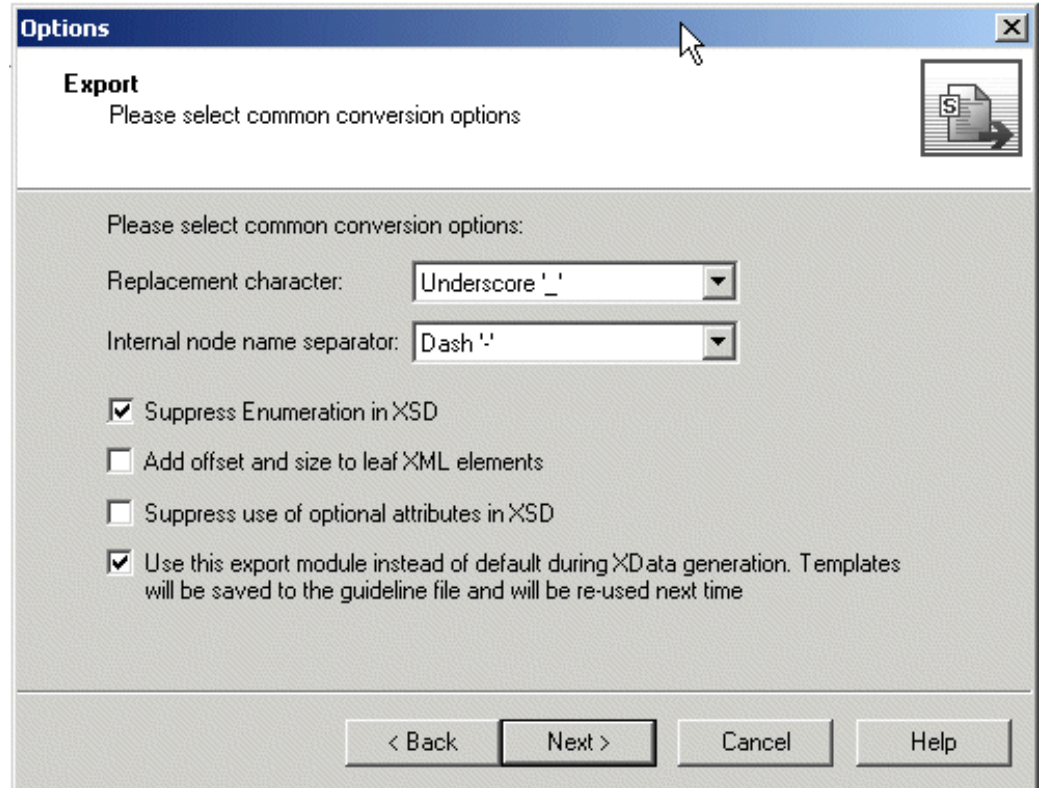 Options
Export
Please select common conversion options
S
Please select common conversion options:
Replacement character: Underscore '_'
Internal node name separator: Dash '-'
Suppress Enumeration in XSD
Add offset and size to leaf XML elements
Suppress use of optional attributes in XSD
Use this export module instead of default during XData generation. Templates
will be saved to the guideline file and will be re-used next time
< Back Next > Cancel Help